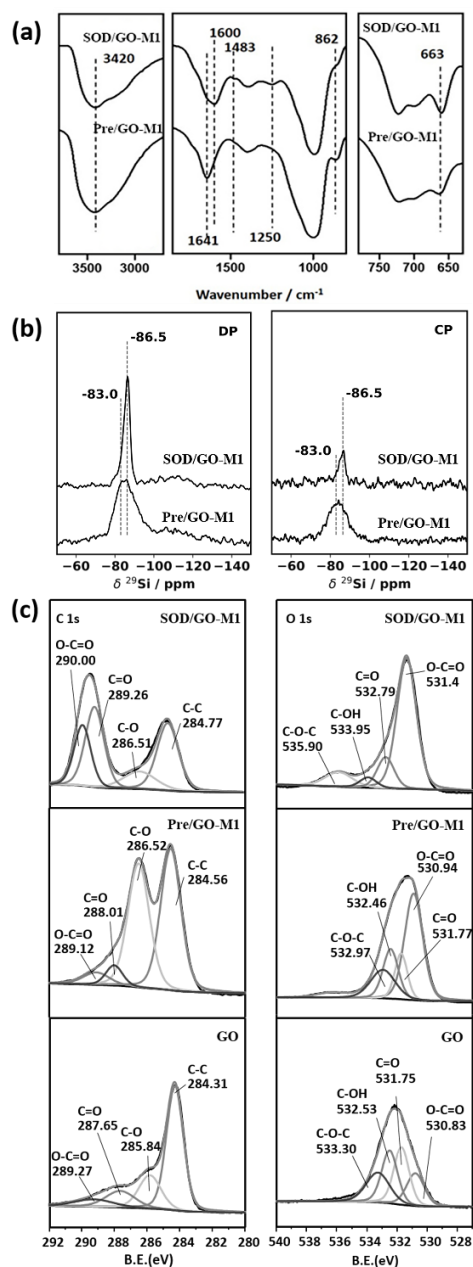 (a)
SOD/GO-M1
3420
Pre/GO-M1
1600
1483
862
1641
1250
SOD/GO-M1
663
Pre/GO-M1
3500 3000
1500 1000
750 700 650
Wavenumber / cm-1
(b)
DP
-86.5
-83.0
SOD/GO-M1
Pre/GO-M1
-60 -80 -100 -120 -140
δ 29Si / ppm
CP
-86.5
-83.0
SOD/GO-M1
Pre/GO-M1
-60 -80 -100 -120 -140
δ 29Si / ppm
(c)
C 1s
SOD/GO-M1
O-C=O
290.00
C=O
289.26
C-O
286.51
C-C
284.77
Pre/GO-M1
C-O
286.52
C-C
284.56
C=O
288.01
O-C=O
289.12
GO
C-C
284.31
C=O
287.65
C-O
285.84
O-C=O
289.27
292 290 288 286 284 282
B.E.(eV)
O 1s
SOD/GO-M1
O-C=O
531.4
C=O
532.79
C-OH
533.95
C-O-C
535.90
Pre/GO-M1
O-C=O
530.94
C-OH
532.46
C=O
531.77
C-O-C
532.97
GO
C=O
531.75
C-OH
532.53
O-C=O
530.83
C-O-C
533.30
540 538 536 534 532 530 528
B.E.(eV)